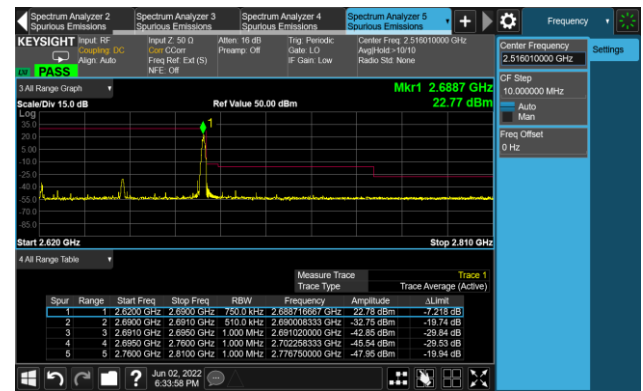 Spectrum Analyzer 2
Spurious Emissions
Spectrum Analyzer 3
Spurious Emissions
Spectrum Analyzer 4
Spurious Emissions
Spectrum Analyzer 5
Spurious Emissions
Frequency
KEYSIGHT
Input: RF
Coupling: DC
Align: Auto
Input Z: 50 Ω
Corr CCorr
Freq Ref: Ext (S)
NFE: Off
Atten: 16 dB
Preamp: Off
Trig: Periodic
Gate: LO
IF Gain: Low
Center Freq: 2.516010000 GHz
Avg|Hold:>10/10
Radio Std: None
PASS
Center Frequency
2.516010000 GHz
Settings
CF Step
10.000000 MHz
Auto
Man
Freq Offset
0 Hz
3 All Range Graph
Mkr1 2.6887 GHz
Scale/Div 15.0 dB
Ref Value 50.00 dBm
22.77 dBm
Log
35.0
20.0
5.00
-10.0
-25.0
-40.0
-55.0
-70.0
-85.0
1
Start 2.620 GHz
Stop 2.810 GHz
4 All Range Table
Measure Trace Trace 1
Trace Type Trace Average (Active)
Spur Range Start Freq Stop Freq RBW Frequency Amplitude ΔLimit
1 1 2.6200 GHz 2.6900 GHz 750.0 kHz 2.688716667 GHz 22.78 dBm -7.218 dB
2 2 2.6900 GHz 2.6910 GHz 510.0 kHz 2.690008333 GHz -32.75 dBm -19.74 dB
3 3 2.6910 GHz 2.6950 GHz 1.000 MHz 2.691020000 GHz -42.85 dBm -29.84 dB
4 4 2.6950 GHz 2.7600 GHz 1.000 MHz 2.702258333 GHz -45.54 dBm -29.53 dB
5 5 2.7600 GHz 2.8100 GHz 1.000 MHz 2.776750000 GHz -47.95 dBm -19.94 dB
Jun 02, 2022
6:33:58 PM